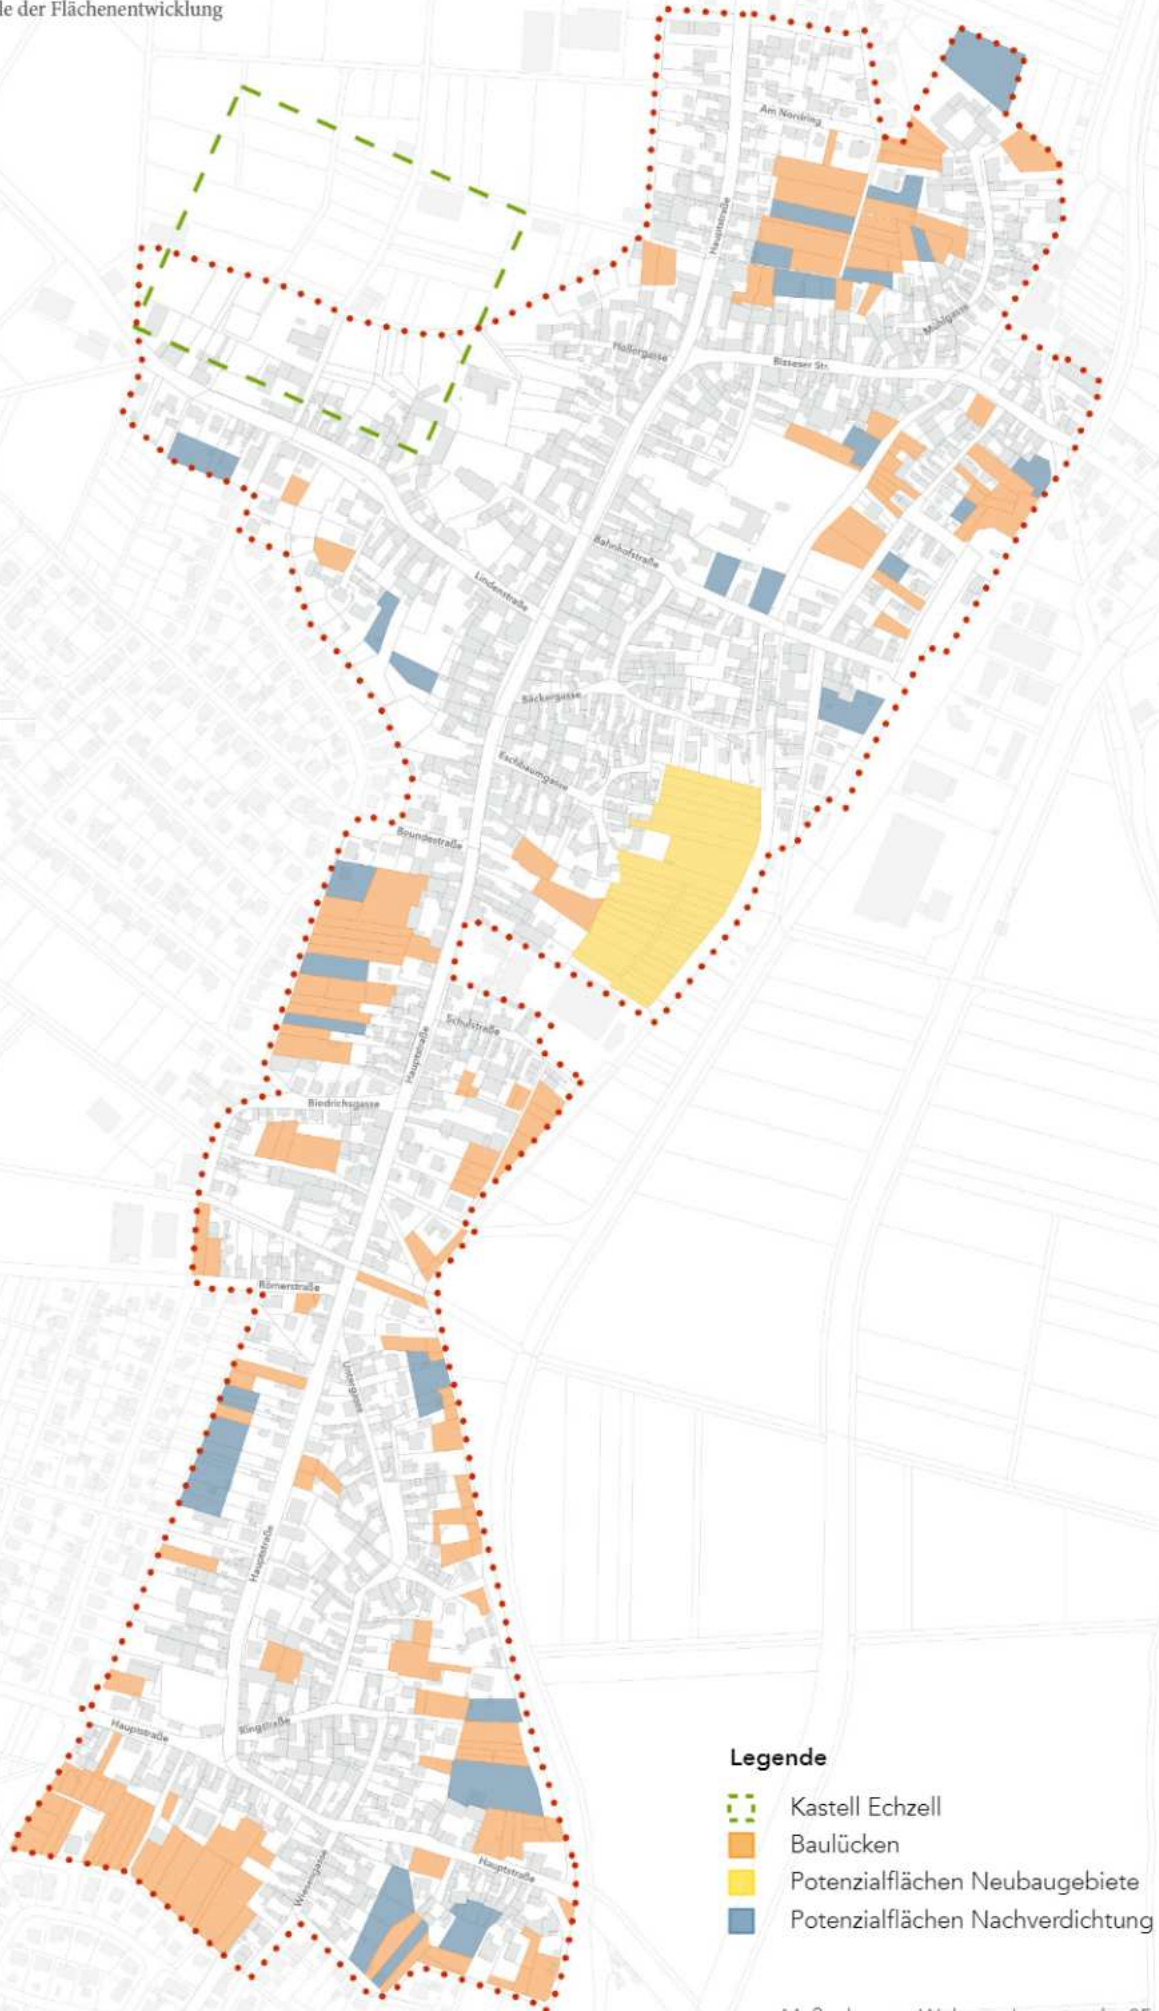 le der Flächenentwicklung
Am Nordring
Hauptstraße
Mühlgasse
Hollergasse
Bisseser Str.
Bahnhofstraße
Lindenstraße
Bäckergasse
Eschbaumgasse
Beundestraße
Schulstraße
Hauptstraße
Biedrichsgasse
Römerstraße
Untergasse
Hauptstraße
Hauptstraße
Ringstraße
Legende
Kastell Echzell
Baulücken
Potenzialflächen Neubaugebiete
Potenzialflächen Nachverdichtung
Hauptstraße
Wiesengasse